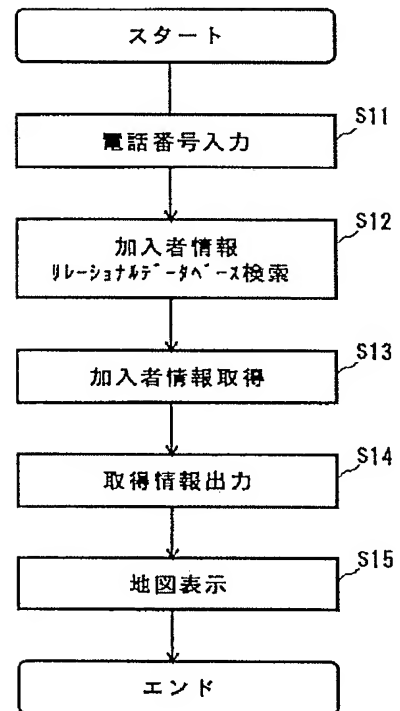 スタート
S11
電話番号入力
S12
加入者情報
ﾘﾚｰｼｮﾅﾙﾃﾞｰﾀﾍﾞｰｽ検索
S13
加入者情報取得
S14
取得情報出力
S15
地図表示
エンド